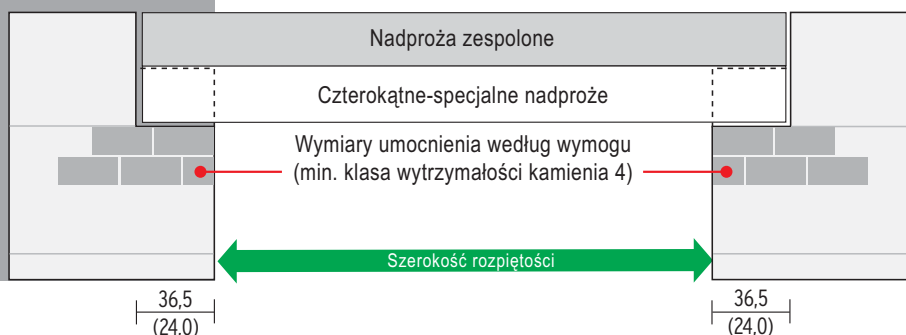 Nadproża zespolone
Czterokątne-specjalne nadproże
Wymiary umocnienia według wymogu
(min. klasa wytrzymałości kamienia 4)
Szerokość rozpiętości
36,5
(24,0)
36,5
(24,0)